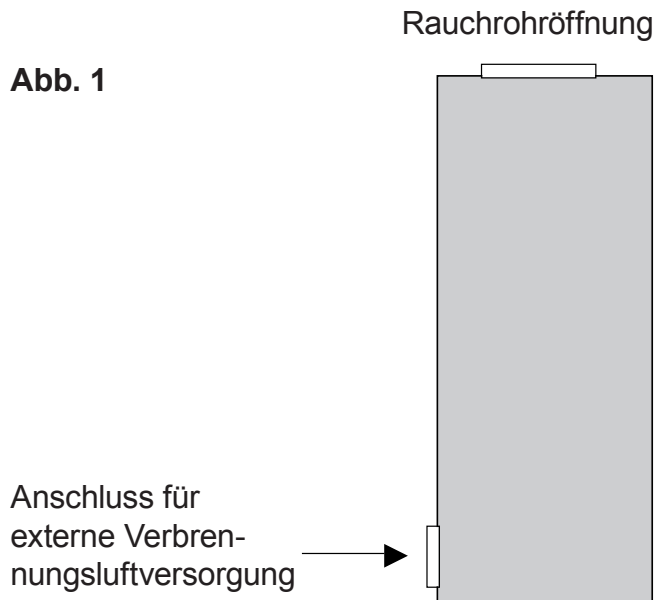 Rauchrohröffnung
Abb. 1
Anschluss für
externe Verbren-
nungsluftversorgung